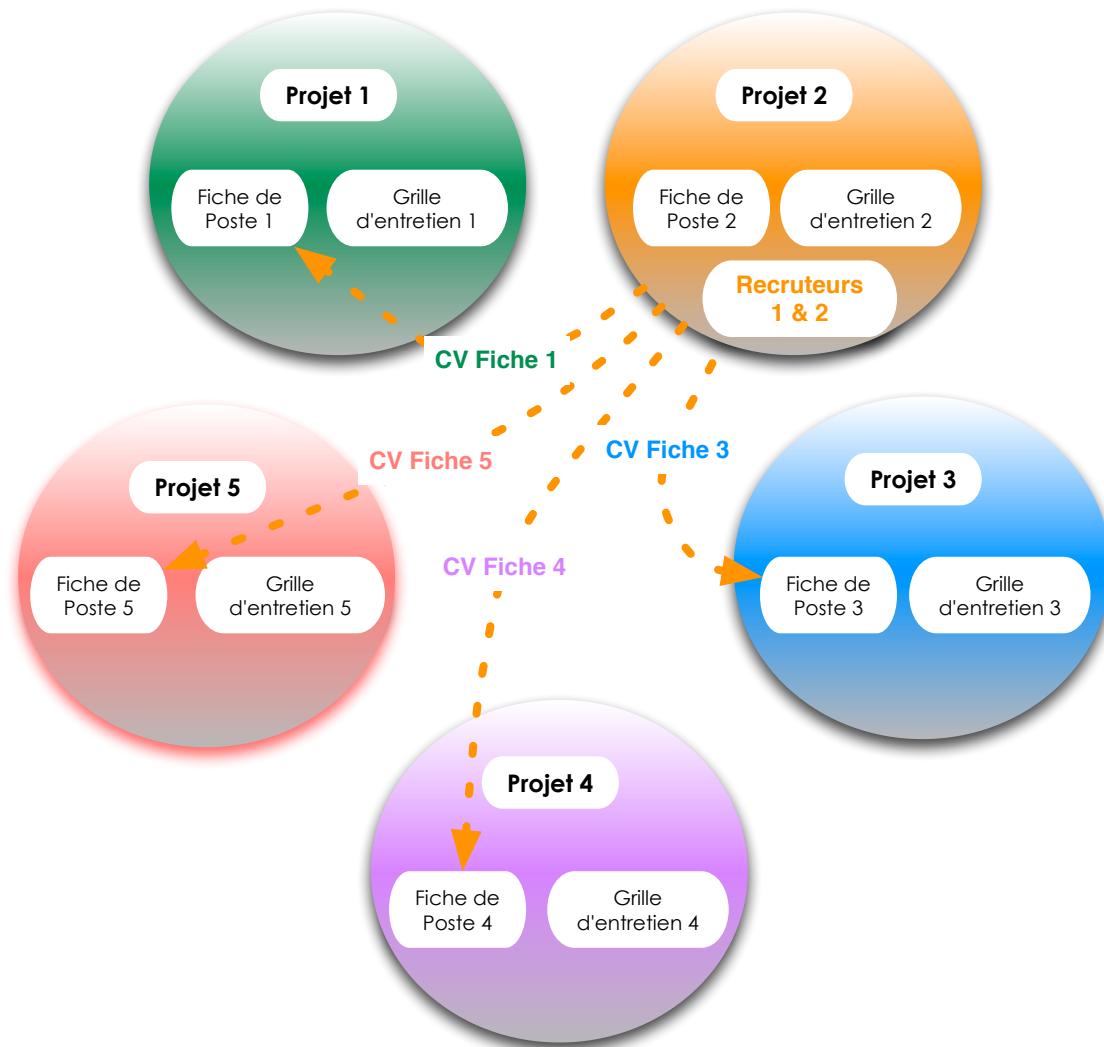 Projet 1
Fiche de
Poste 1
Grille
d'entretien 1
Projet 2
Fiche de
Poste 2
Grille
d'entretien 2
Recruteurs
1 & 2
CV Fiche 1
CV Fiche 5
CV Fiche 3
CV Fiche 4
Projet 5
Fiche de
Poste 5
Grille
d'entretien 5
Projet 3
Fiche de
Poste 3
Grille
d'entretien 3
Projet 4
Fiche de
Poste 4
Grille
d'entretien 4